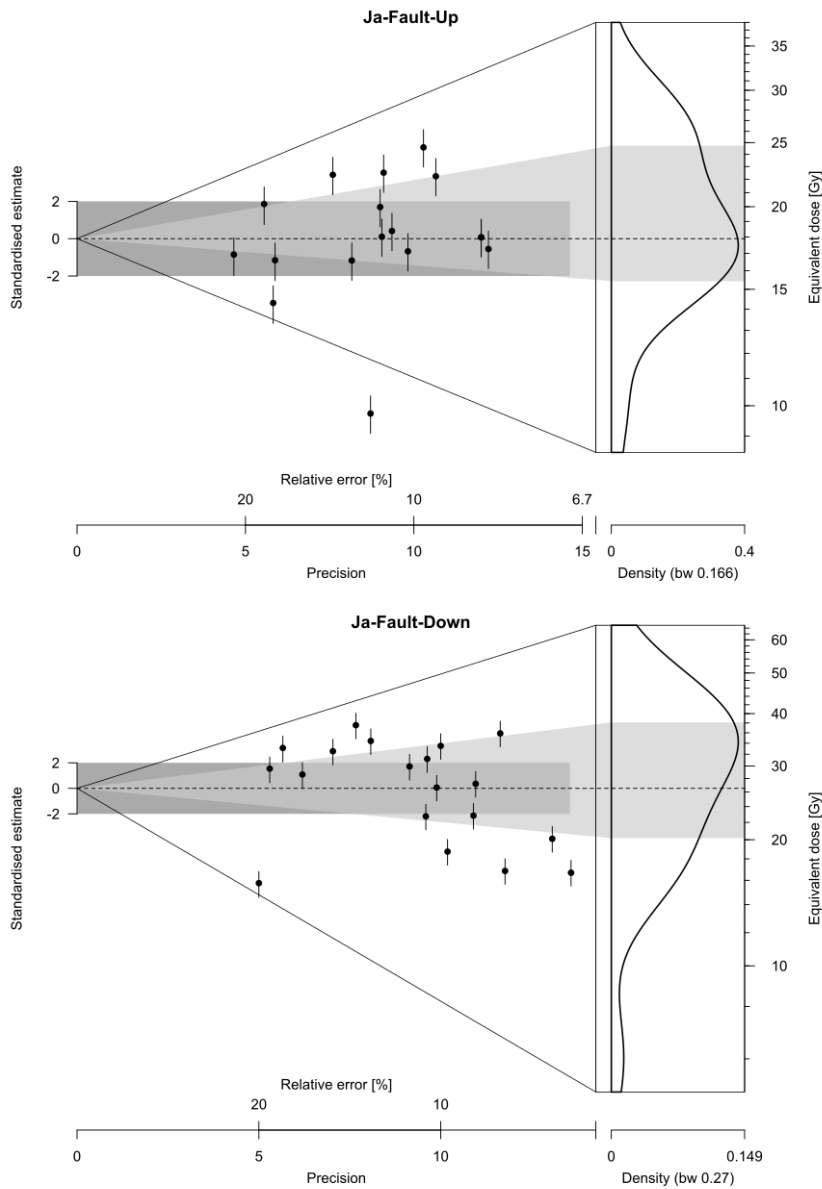 Ja-Fault-Up
Standardised estimate
2
0
-2
35
30
25
20
15
10
Equivalent dose [Gy]
Relative error [%]
20 10 6.7
0 5 10 15
Precision
0 0.4
Density (bw 0.166)
Ja-Fault-Down
Standardised estimate
2
0
-2
60
50
40
30
20
10
Equivalent dose [Gy]
Relative error [%]
20 10
0 5 10
Precision
0 0.149
Density (bw 0.27)